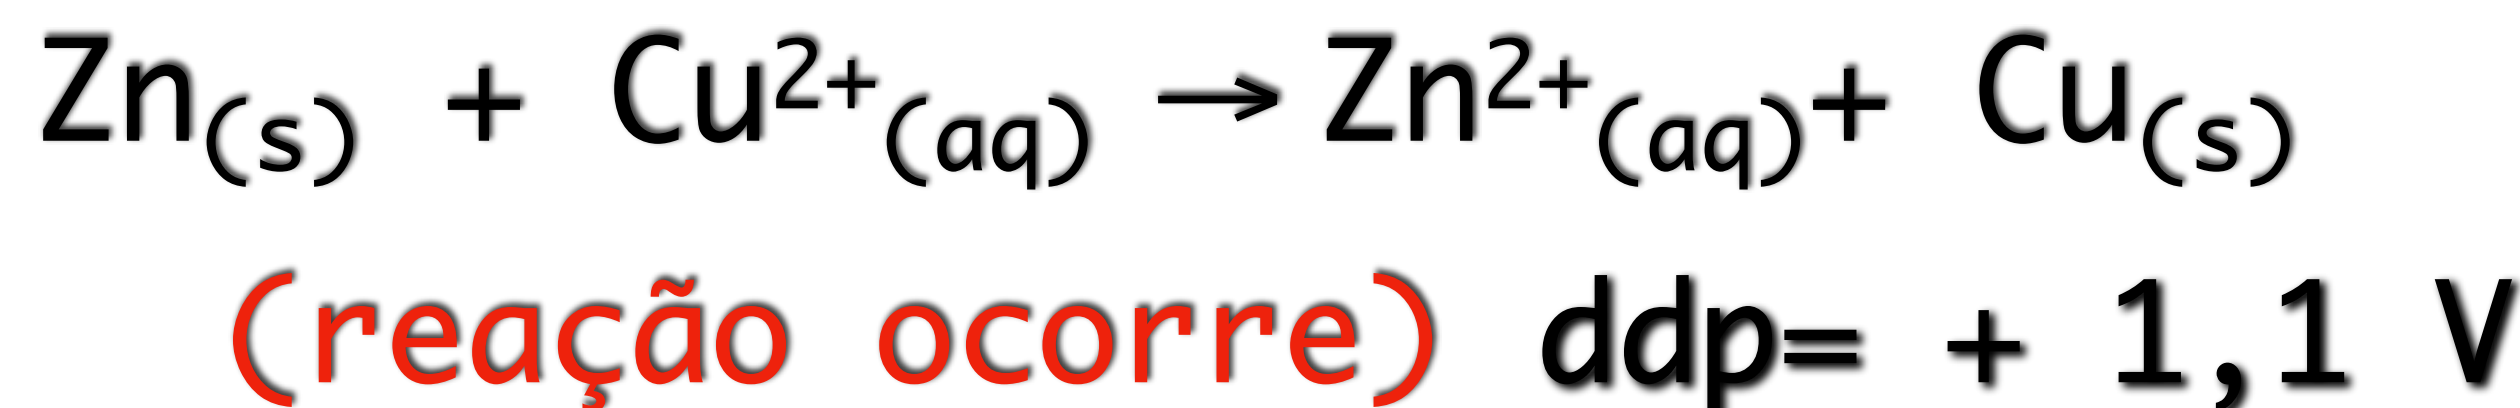 Zn(s) + Cu²⁺(aq) → Zn²⁺(aq) + Cu(s)
(reação ocorre) ddp= + 1,1 V